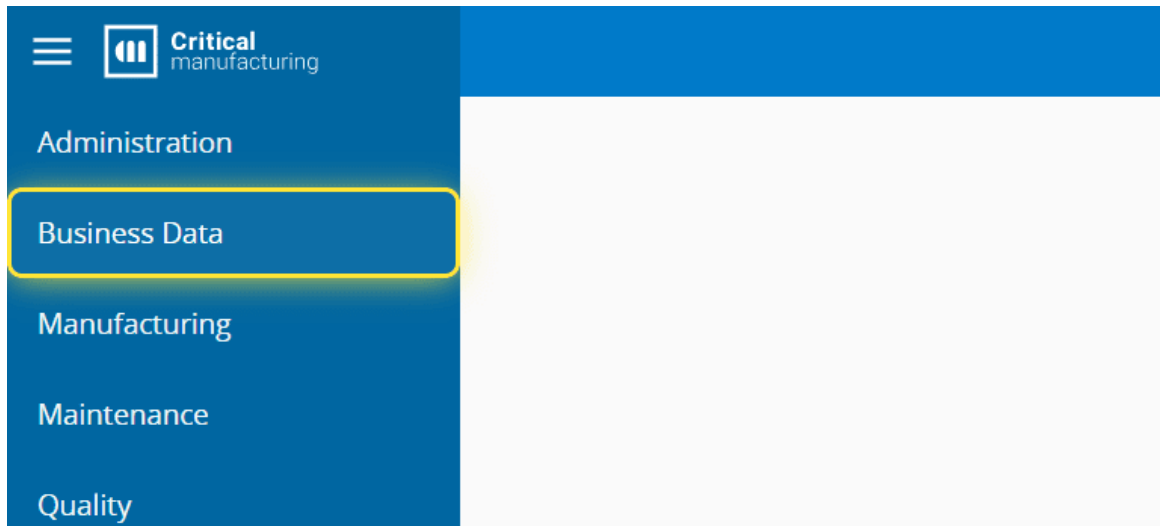 Critical
manufacturing
Administration
Business Data
Manufacturing
Maintenance
Quality